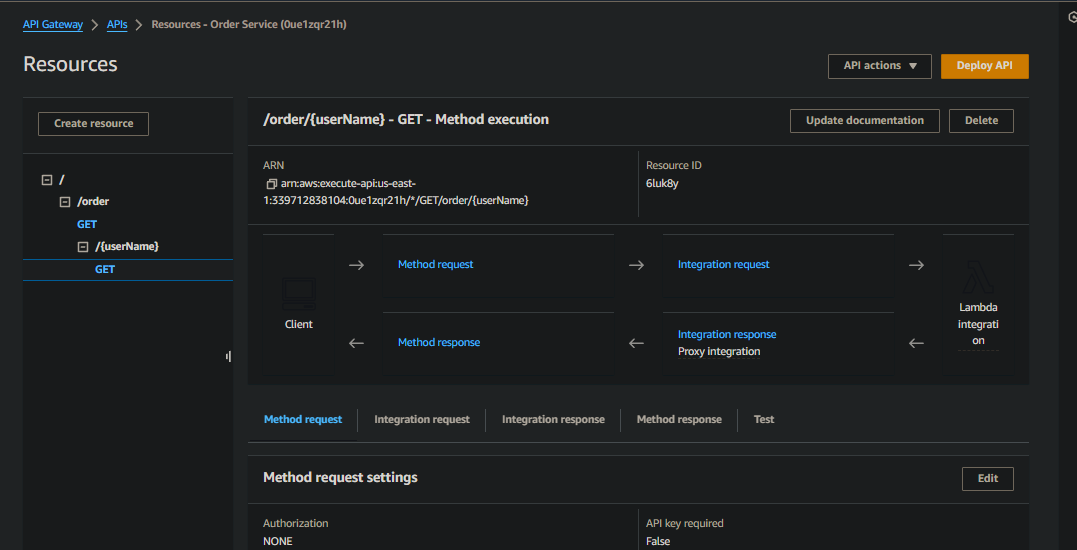 API Gateway > APIs > Resources - Order Service (0ue1zqr21h)
Resources
API actions ▼ Deploy API
Create resource
/
/order
GET
/{userName}
GET
/order/{userName} - GET - Method execution
Update documentation Delete
ARN
arn:aws:execute-api:us-east-
1:339712838104:0ue1zqr21h/*/GET/order/{userName}
Resource ID
6luk8y
Client
Method request
Integration request
Method response
Integration response
Proxy integration
Lambda
integrati
on
Method request Integration request Integration response Method response Test
Method request settings
Edit
Authorization
NONE
API key required
False